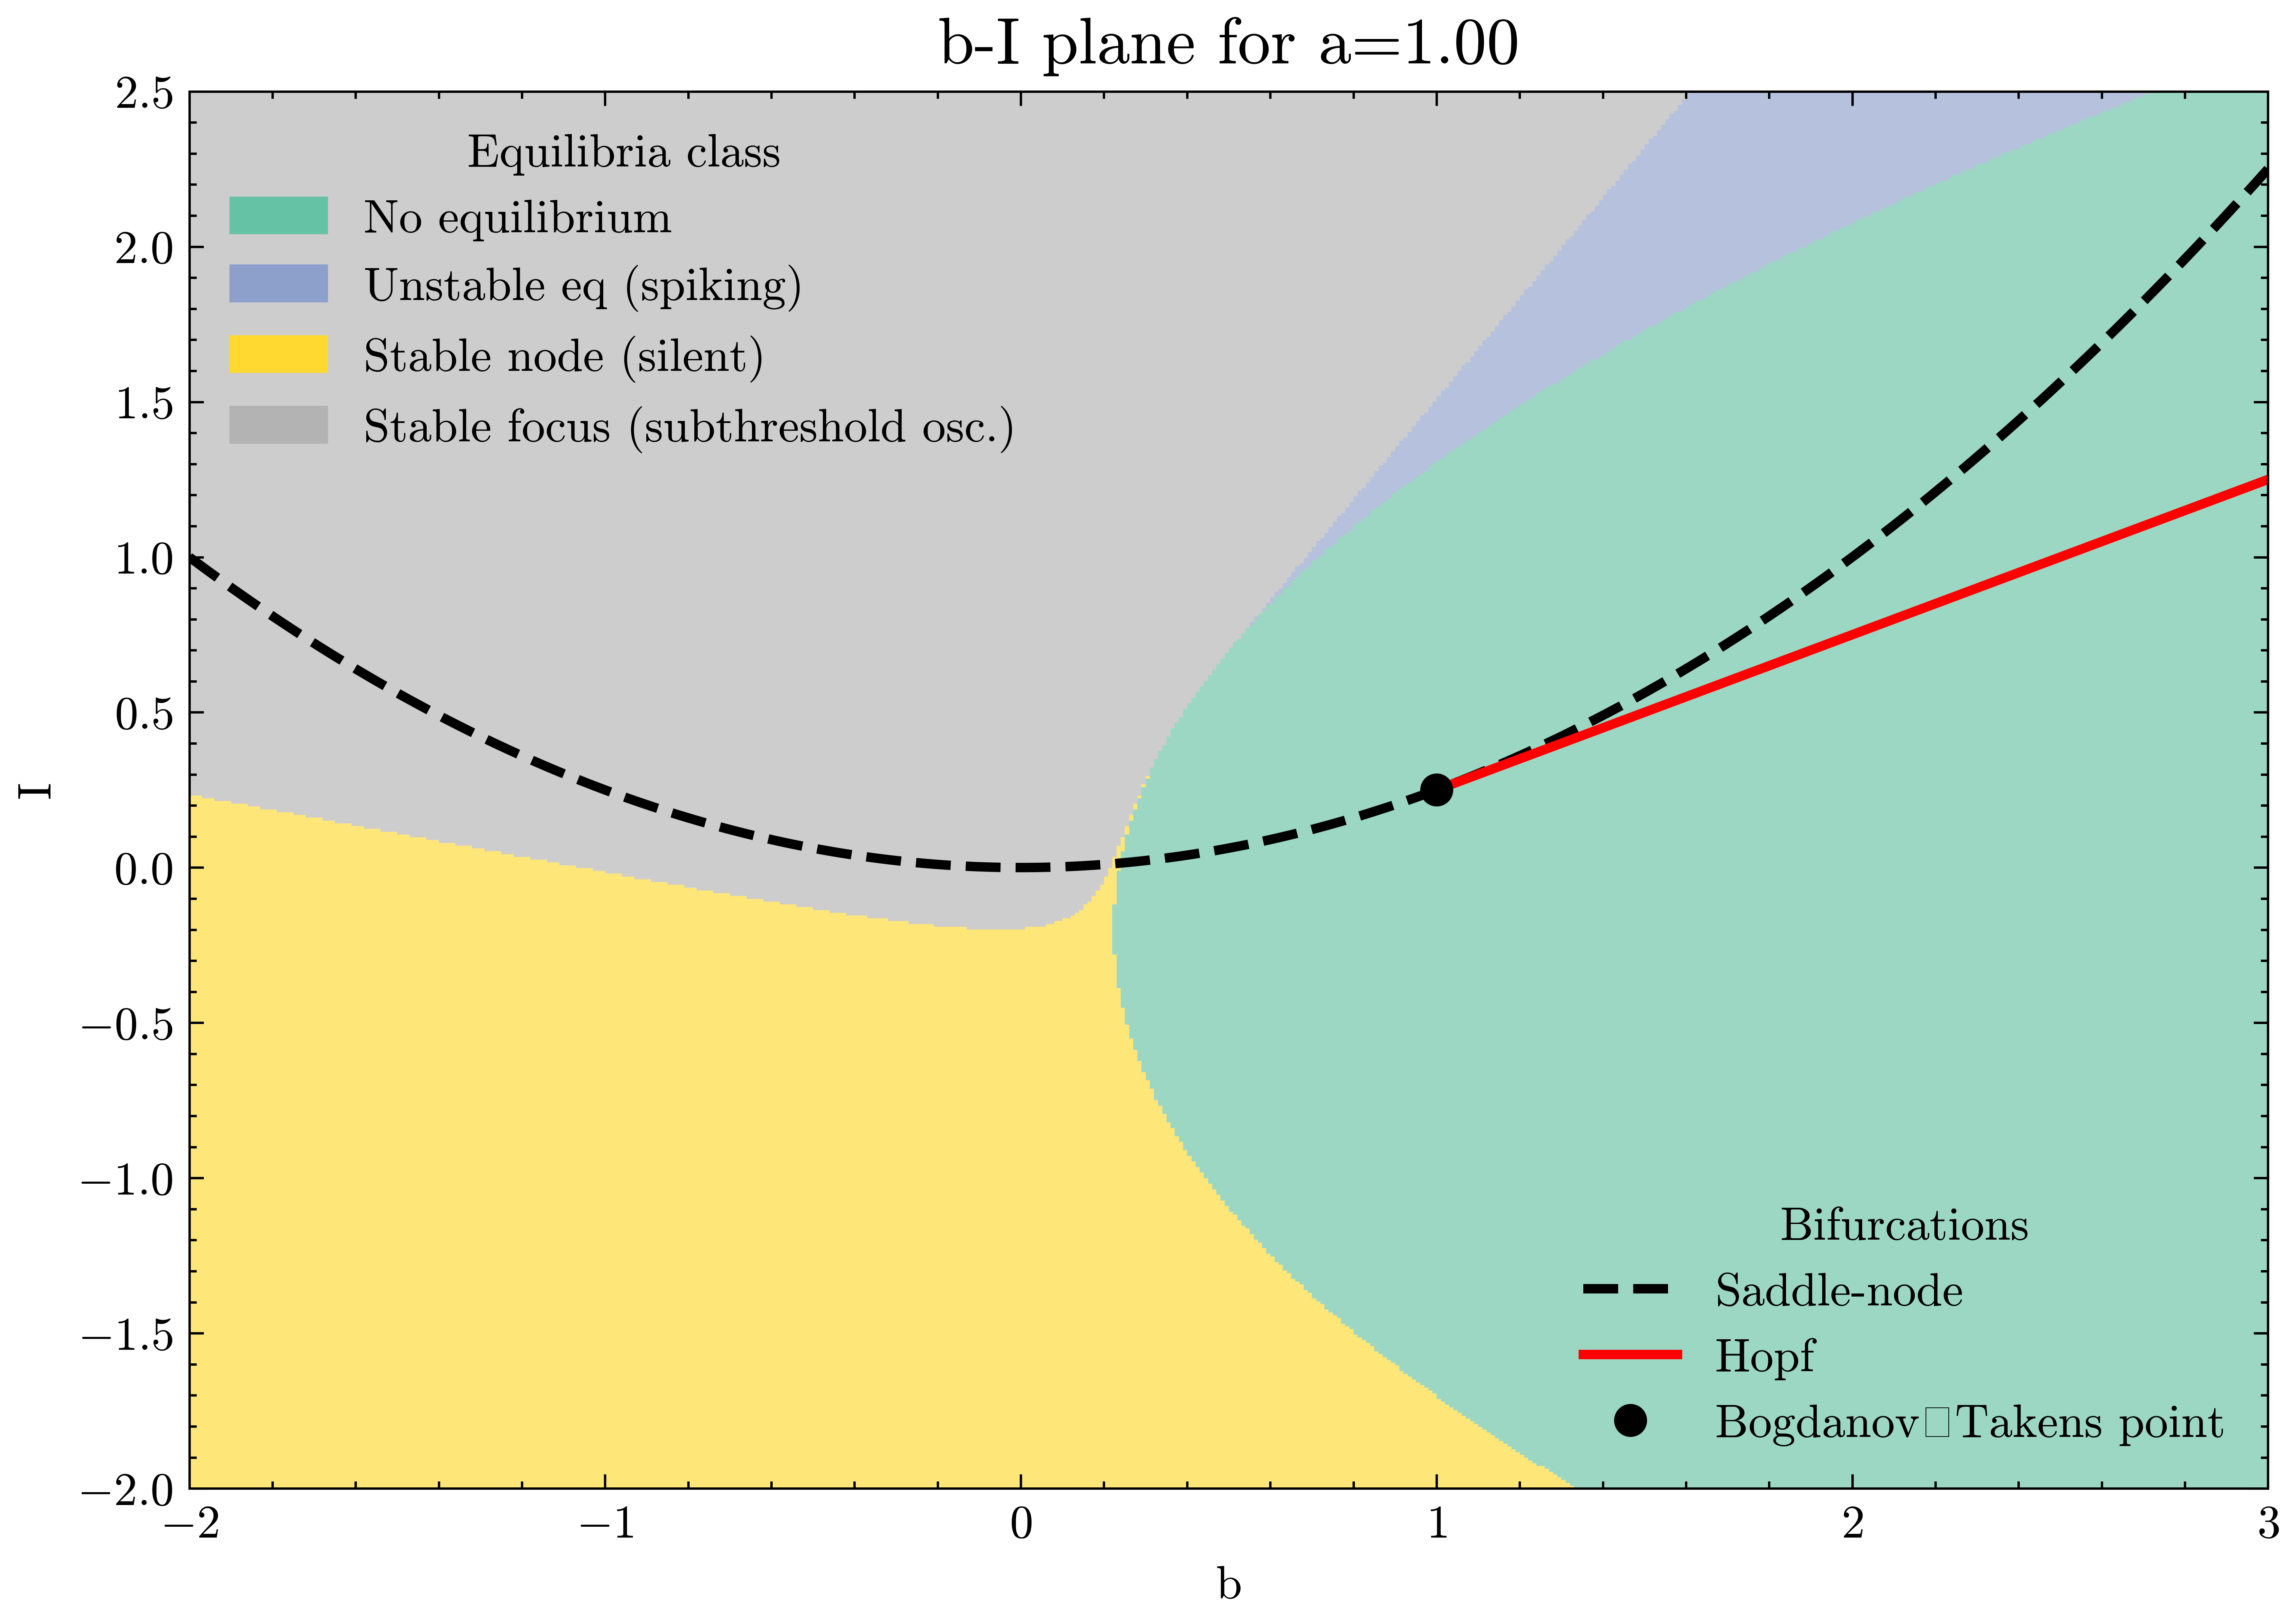 b-I plane for a=1.00
2.5
2.0
1.5
1.0
0.5
0.0
−0.5
−1.0
−1.5
−2.0
I
Equilibria class
No equilibrium
Unstable eq (spiking)
Stable node (silent)
Stable focus (subthreshold osc.)
Bifurcations
Saddle-node
Hopf
Bogdanov□Takens point
−2
−1
0
1
2
3
b